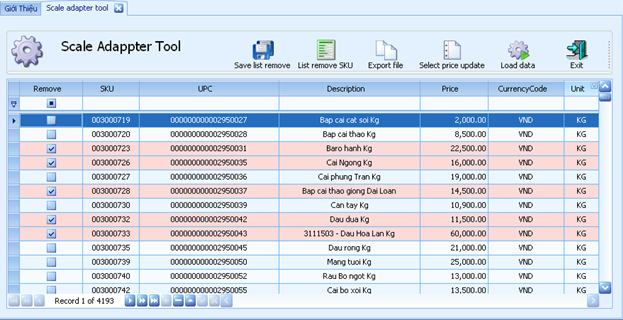 Giới Thiệu Scale adapter tool
Scale Adappter Tool
Save list remove List remove SKU Export file Select price update Load data Exit
Remove SKU UPC Description Price CurrencyCode Unit
003000719 000000000002950027 Bap cai cat soi Kg 2,000.00 VND KG
003000720 000000000002950028 Bap cai thao Kg 8,500.00 VND KG
003000723 000000000002950031 Baro hanh Kg 22,500.00 VND KG
003000726 000000000002950035 Cai Ngong Kg 16,000.00 VND KG
003000727 000000000002950036 Cai phung Tran Kg 19,000.00 VND KG
003000728 000000000002950037 Bap cai thao giong Dai Loan 14,500.00 VND KG
003000730 000000000002950039 Can tay Kg 10,900.00 VND KG
003000732 000000000002950042 Dau dua Kg 11,500.00 VND KG
003000733 000000000002950043 3111503 - Dau Hoa Lan Kg 60,000.00 VND KG
003000735 000000000002950045 Dau rong Kg 21,000.00 VND KG
003000739 000000000002950050 Mang tuoi Kg 25,000.00 VND KG
003000740 000000000002950052 Rau Bo ngot Kg 13,000.00 VND KG
003000742 000000000002950055 Cai bo xoi Kg 13,500.00 VND KG
Record 1 of 4193